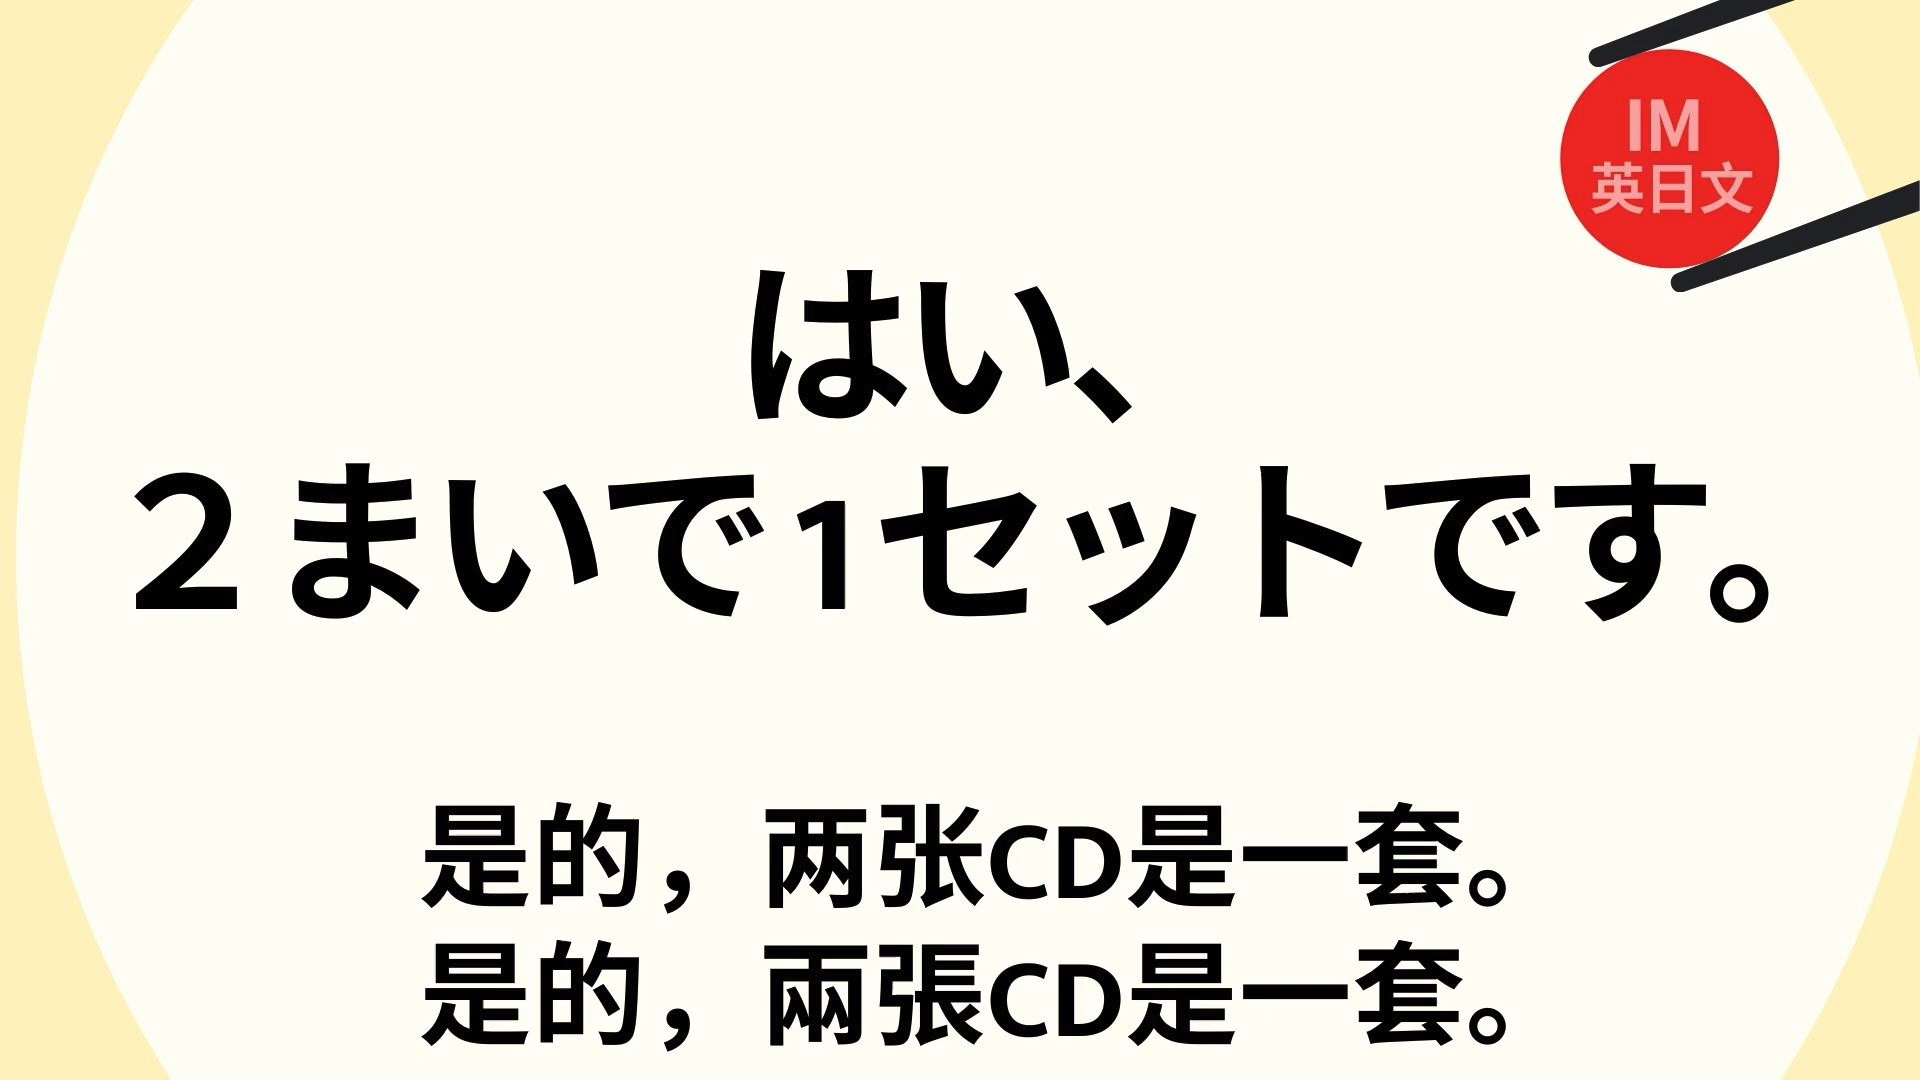 IM
英日文
はい、
２まいで1セットです。
是的，两张CD是一套。
是的，兩張CD是一套。